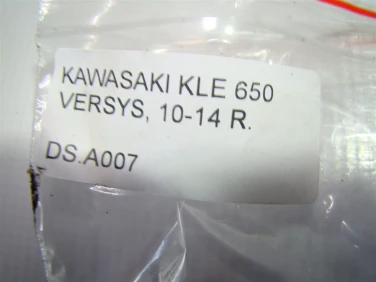 KAWASAKI KLE 650
VERSYS, 10-14 R.
DS.A007